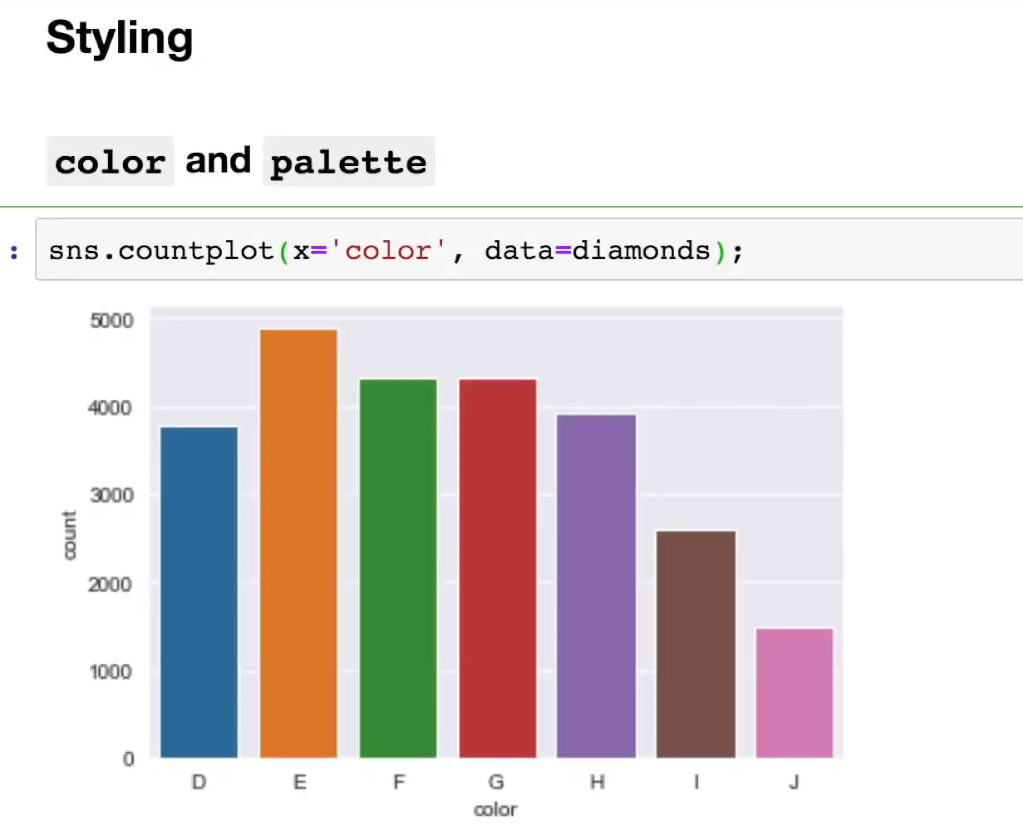 Styling
color and palette
: sns.countplot(x='color', data=diamonds);
5000
4000
3000
2000
1000
0
count
D E F G H I J
color